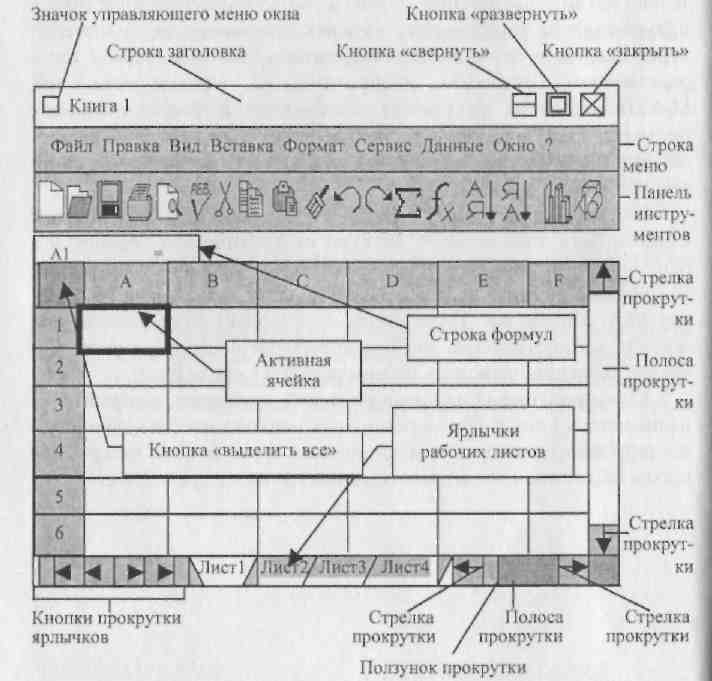 Значок управляющего меню окна
Кнопка «развернуть»
Строка заголовка
Кнопка «свернуть»
Кнопка «закрыть»
Книга 1
Файл Правка Вид Вставка Формат Сервис Данные Окно ?
Строка
меню
Панель
инстру-
ментов
A1 =
A B C D E F
Стрелка
прокрут-
ки
1
2
3
4
5
6
Строка формул
Активная
ячейка
Полоса
прокрут-
ки
Кнопка «выделить все»
Ярлычки
рабочих листов
Стрелка
прокрут-
ки
Лист1 Лист2 Лист3 Лист4
Кнопки прокрутки
ярлычков
Стрелка
прокрутки
Полоса
прокрутки
Стрелка
прокрутки
Ползунок прокрутки